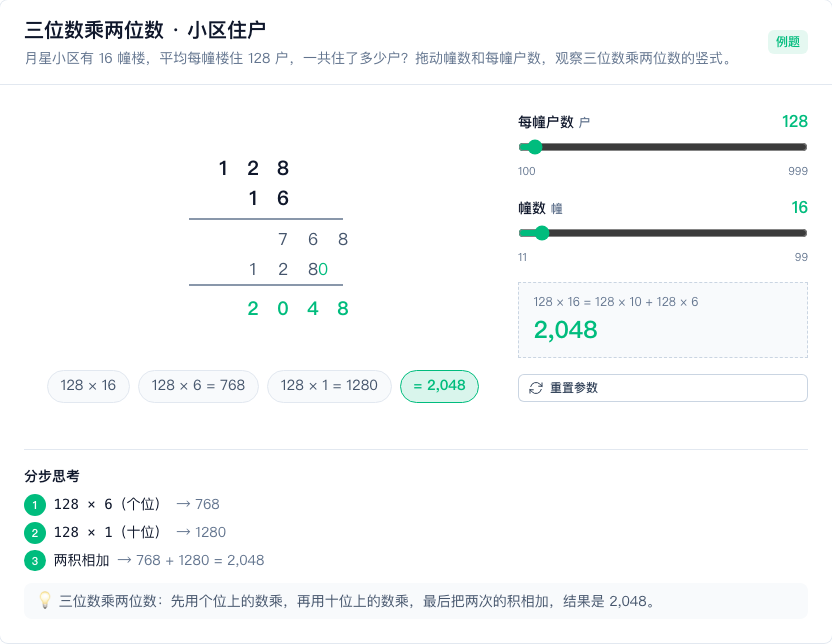 三位数乘两位数 · 小区住户
月星小区有 16 幢楼，平均每幢楼住 128 户，一共住了多少户？拖动幢数和每幢户数，观察三位数乘两位数的竖式。
例题
1 2 8
1 6
7 6 8
1 2 80
2 0 4 8
128 × 16
128 × 6 = 768
128 × 1 = 1280
= 2,048
每幢户数 户 128
100 999
幢数 幢 16
11 99
128 × 16 = 128 × 10 + 128 × 6
2,048
重置参数
分步思考
1 128 × 6（个位） → 768
2 128 × 1（十位） → 1280
3 两积相加 → 768 + 1280 = 2,048
💡 三位数乘两位数：先用个位上的数乘，再用十位上的数乘，最后把两次的积相加，结果是 2,048。